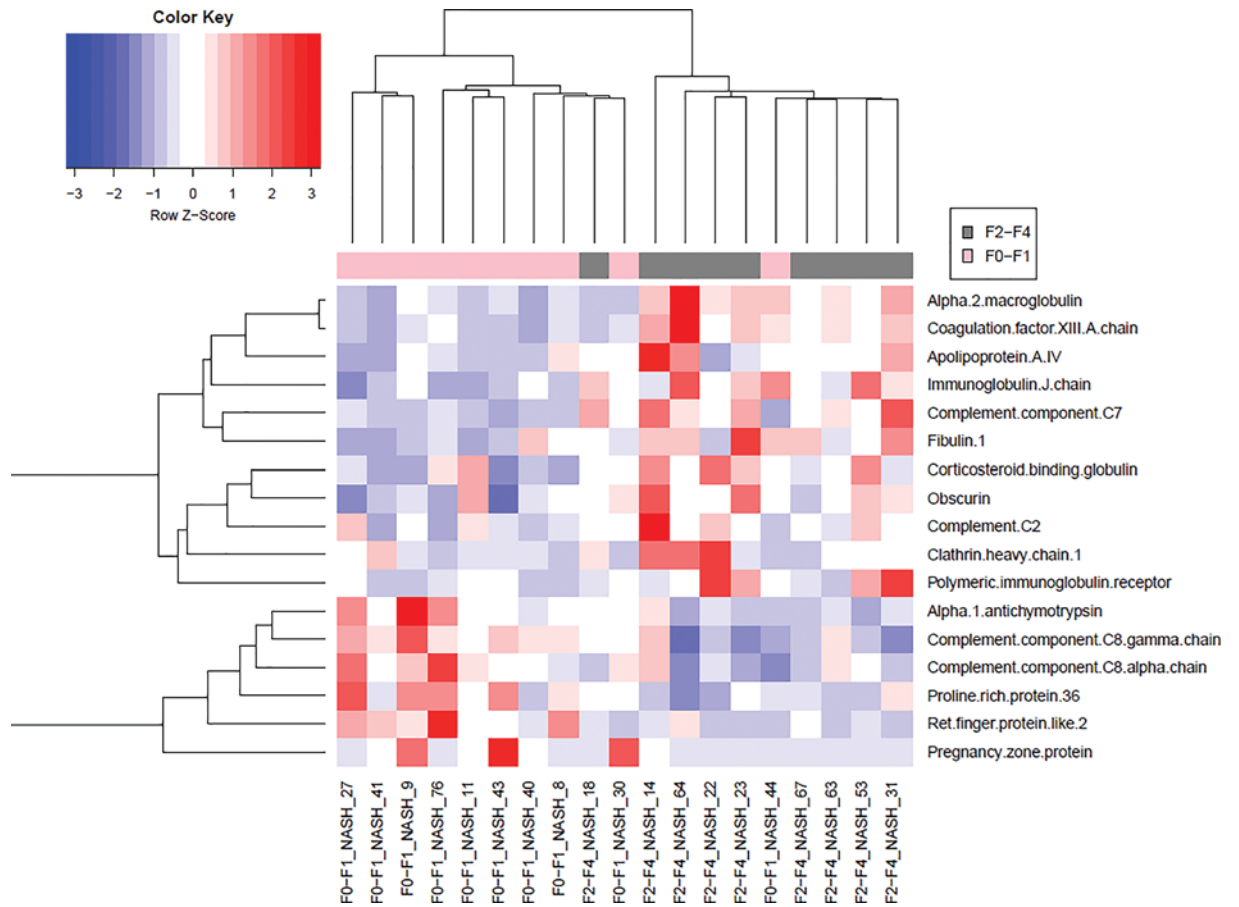 Color Key
−3 −2 −1 0 1 2 3
Row Z−Score
F2−F4
F0−F1
Alpha.2.macroglobulin
Coagulation.factor.XIII.A.chain
Apolipoprotein.A.IV
Immunoglobulin.J.chain
Complement.component.C7
Fibulin.1
Corticosteroid.binding.globulin
Obscurin
Complement.C2
Clathrin.heavy.chain.1
Polymeric.immunoglobulin.receptor
Alpha.1.antichymotrypsin
Complement.component.C8.gamma.chain
Complement.component.C8.alpha.chain
Proline.rich.protein.36
Ret.finger.protein.like.2
Pregnancy.zone.protein
F0−F1_NASH_27
F0−F1_NASH_41
F0−F1_NASH_9
F0−F1_NASH_76
F0−F1_NASH_11
F0−F1_NASH_43
F0−F1_NASH_40
F0−F1_NASH_8
F2−F4_NASH_18
F0−F1_NASH_30
F2−F4_NASH_14
F2−F4_NASH_64
F2−F4_NASH_22
F2−F4_NASH_23
F0−F1_NASH_44
F2−F4_NASH_67
F2−F4_NASH_63
F2−F4_NASH_53
F2−F4_NASH_31